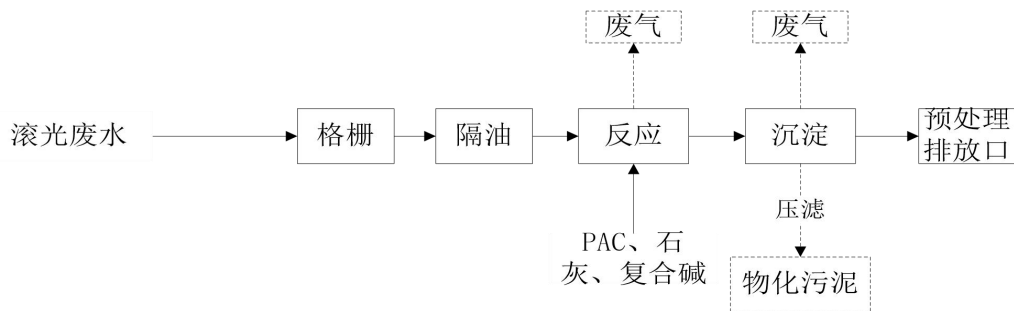 废气
废气
滚光废水
格栅
隔油
反应
沉淀
预处理
排放口
压滤
PAC、石
灰、复合碱
物化污泥